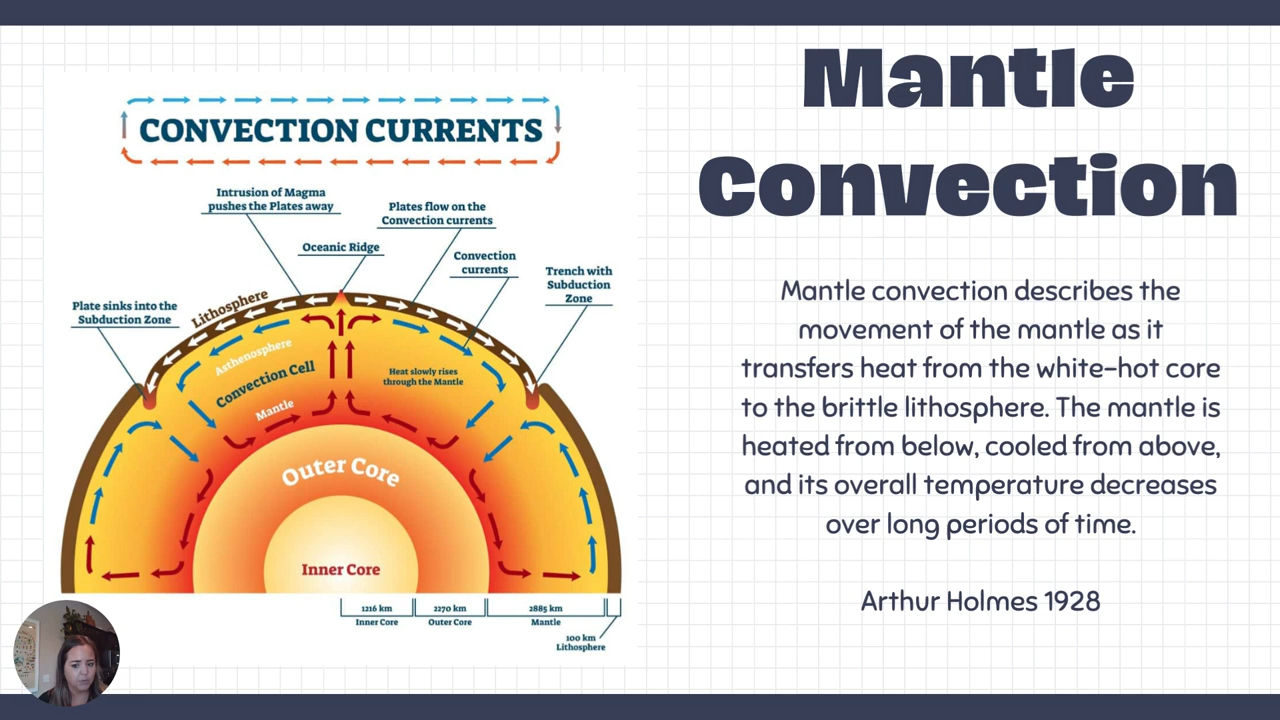 Mantle
Convection
CONVECTION CURRENTS
Intrusion of Magma
pushes the Plates away
Plates flow on the
Convection currents
Oceanic Ridge
Convection
currents
Trench with
Subduction
Zone
Plate sinks into the
Subduction Zone
Lithosphere
Asthenosphere
Convection Cell
Mantle
Heat slowly rises
through the Mantle
Outer Core
Inner Core
1216 km
Inner Core
2270 km
Outer Core
2885 km
Mantle
100 km
Lithosphere
Mantle convection describes the
movement of the mantle as it
transfers heat from the white-hot core
to the brittle lithosphere. The mantle is
heated from below, cooled from above,
and its overall temperature decreases
over long periods of time.
Arthur Holmes 1928